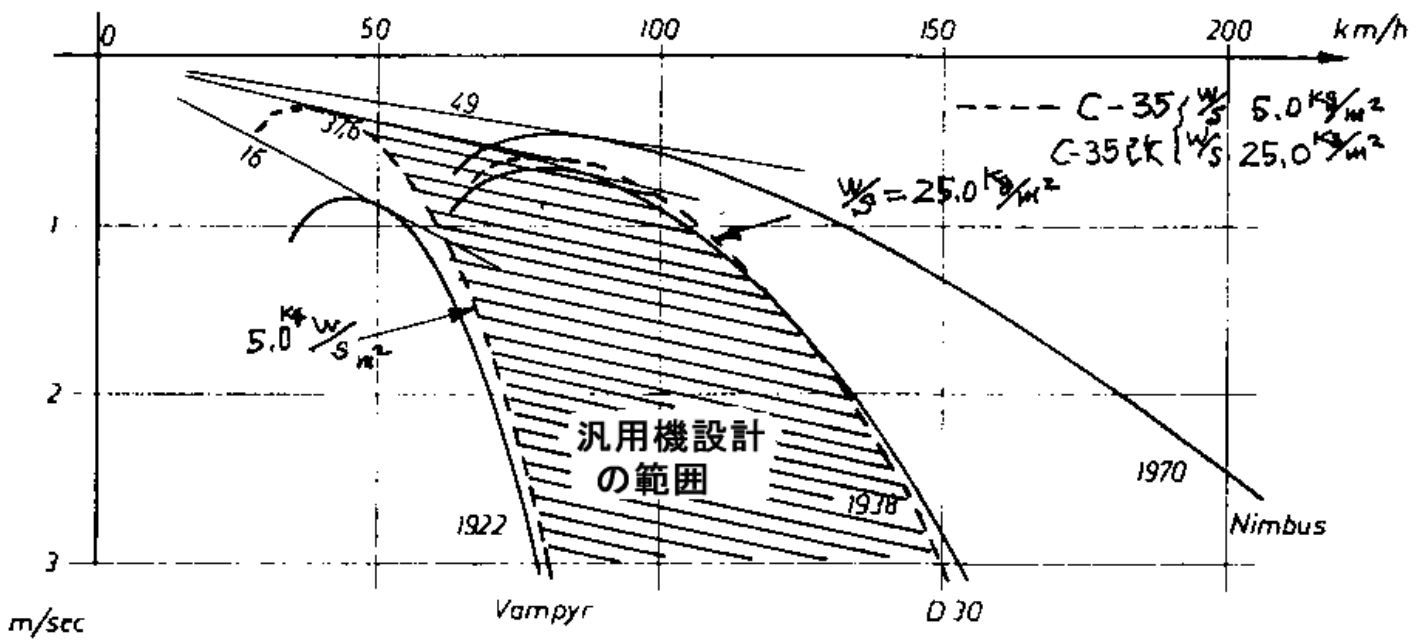 0 50 100 150 200 km/h
49
37,6
16
---- C-35 { W/S 5.0 Kg/m²
C-35改 { W/S 25.0 Kg/m²
W/S = 25.0 Kg/m²
1
5.0 Kg W/S m²
2
汎用機設計
の範囲
1970
1938
1922
Nimbus
3
Vampyr
D 30
m/sec